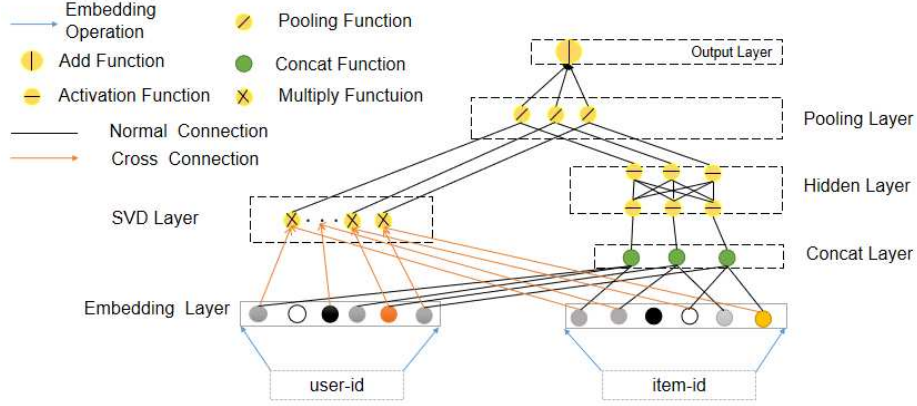 Embedding
Operation
Pooling Function
Add Function
Concat Function
Activation Function
Multiply Functuion
Normal Connection
Cross Connection
Output Layer
Pooling Layer
Hidden Layer
SVD Layer
Concat Layer
Embedding Layer
user-id
item-id